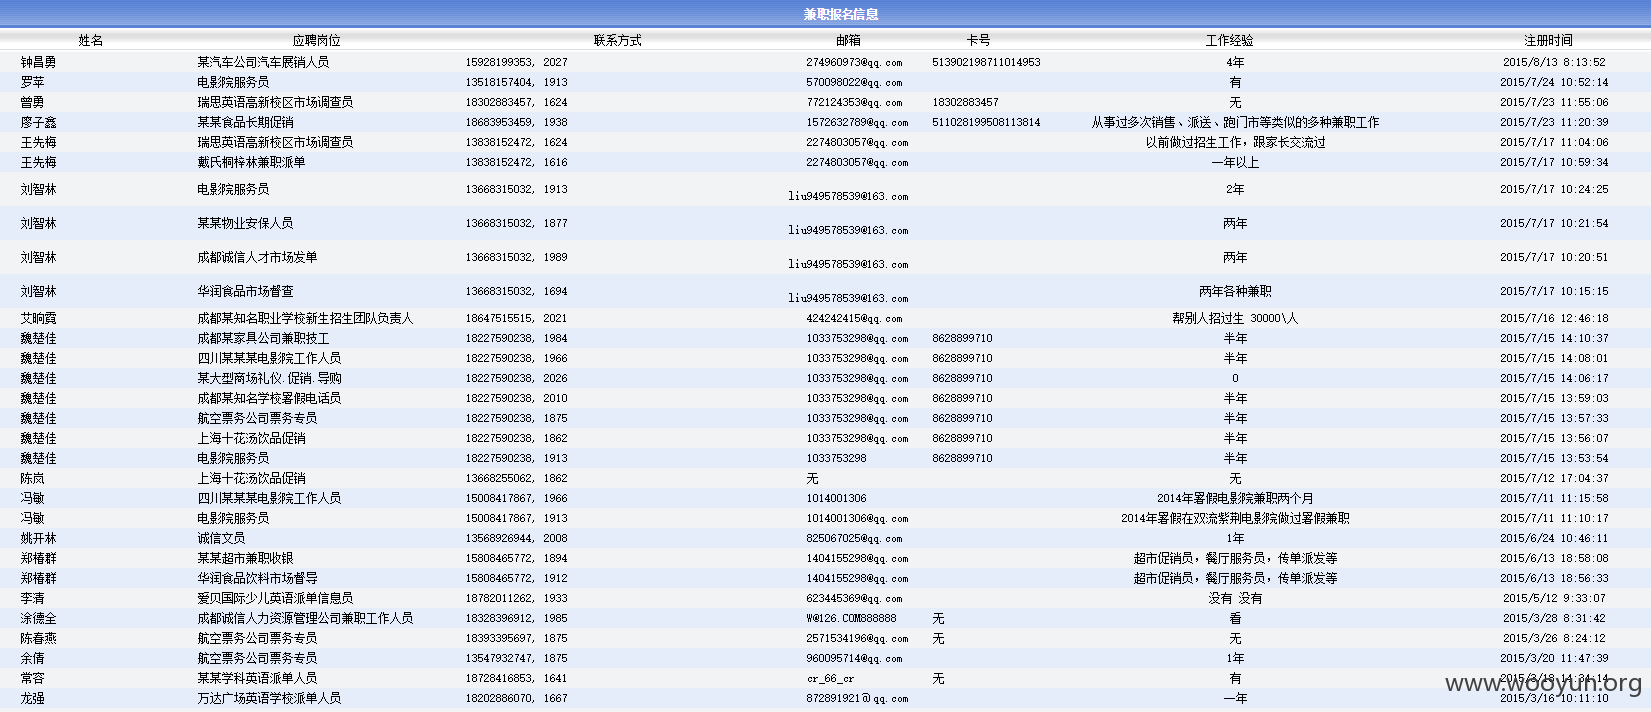 兼职报名信息
姓名 应聘岗位 联系方式 邮箱 卡号 工作经验 注册时间
钟昌勇 某汽车公司汽车展销人员 15928199353, 2027 274960973@qq.com 513902198711014953 4年 2015/8/13 8:13:52
罗苹 电影院服务员 13518157404, 1913 570098022@qq.com 有 2015/7/24 10:52:14
曾勇 瑞思英语高新校区市场调查员 18302883457, 1624 772124353@qq.com 18302883457 无 2015/7/23 11:55:06
廖子鑫 某某食品长期促销 18683953459, 1938 1572632789@qq.com 511028199508113814 从事过多次销售、派送、跑门市等类似的多种兼职工作 2015/7/23 11:20:39
王先梅 瑞思英语高新校区市场调查员 13838152472, 1624 2274803057@qq.com 以前做过招生工作，跟家长交流过 2015/7/17 11:04:06
王先梅 戴氏桐梓林兼职派单 13838152472, 1616 2274803057@qq.com 一年以上 2015/7/17 10:59:34
刘智林 电影院服务员 13668315032, 1913 liu949578539@163.com 2年 2015/7/17 10:24:25
刘智林 某某物业安保人员 13668315032, 1877 liu949578539@163.com 两年 2015/7/17 10:21:54
刘智林 成都诚信人才市场发单 13668315032, 1989 liu949578539@163.com 两年 2015/7/17 10:20:51
刘智林 华润食品市场督查 13668315032, 1694 liu949578539@163.com 两年各种兼职 2015/7/17 10:15:15
艾晌霓 成都某知名职业学校新生招生团队负责人 18647515515, 2021 424242415@qq.com 帮别人招过生 30000\人 2015/7/16 12:46:18
魏楚佳 成都某家具公司兼职技工 18227590238, 1984 1033753298@qq.com 8628899710 半年 2015/7/15 14:10:37
魏楚佳 四川某某某电影院工作人员 18227590238, 1966 1033753298@qq.com 8628899710 半年 2015/7/15 14:08:01
魏楚佳 某大型商场礼仪.促销.导购 18227590238, 2026 1033753298@qq.com 8628899710 0 2015/7/15 14:06:17
魏楚佳 成都某知名学校署假电话员 18227590238, 2010 1033753298@qq.com 8628899710 半年 2015/7/15 13:59:03
魏楚佳 航空票务公司票务专员 18227590238, 1875 1033753298@qq.com 8628899710 半年 2015/7/15 13:57:33
魏楚佳 上海十花汤饮品促销 18227590238, 1862 1033753298@qq.com 8628899710 半年 2015/7/15 13:56:07
魏楚佳 电影院服务员 18227590238, 1913 1033753298 8628899710 半年 2015/7/15 13:53:54
陈岚 上海十花汤饮品促销 13668255062, 1862 无 无 2015/7/12 17:04:37
冯敏 四川某某某电影院工作人员 15008417867, 1966 1014001306 2014年署假电影院兼职两个月 2015/7/11 11:15:58
冯敏 电影院服务员 15008417867, 1913 1014001306@qq.com 2014年署假在双流紫荆电影院做过署假兼职 2015/7/11 11:10:17
姚开林 诚信文员 13568926944, 2008 825067025@qq.com 1年 2015/6/24 10:46:11
郑椿群 某某超市兼职收银 15808465772, 1894 1404155298@qq.com 超市促销员，餐厅服务员，传单派发等 2015/6/13 18:58:08
郑椿群 华润食品饮料市场督导 15808465772, 1912 1404155298@qq.com 超市促销员，餐厅服务员，传单派发等 2015/6/13 18:56:33
李清 爱贝国际少儿英语派单信息员 18782011262, 1933 623445369@qq.com 没有 没有 2015/5/12 9:33:07
涂德全 成都诚信人力资源管理公司兼职工作人员 18328396912, 1985 W@126.COM888888 无 看 2015/3/28 8:31:42
陈春燕 航空票务公司票务专员 18393395697, 1875 2571534196@qq.com 无 无 2015/3/26 8:24:12
余倩 航空票务公司票务专员 13547932747, 1875 960095714@qq.com 1年 2015/3/20 11:47:39
常容 某某学科英语派单人员 18728416853, 1641 cr_66_cr 无 有 2015/3/18 14:34:14
龙强 万达广场英语学校派单人员 18202886070, 1667 872891921@qq.com 一年 2015/3/16 10:11:10
www.wooyun.org